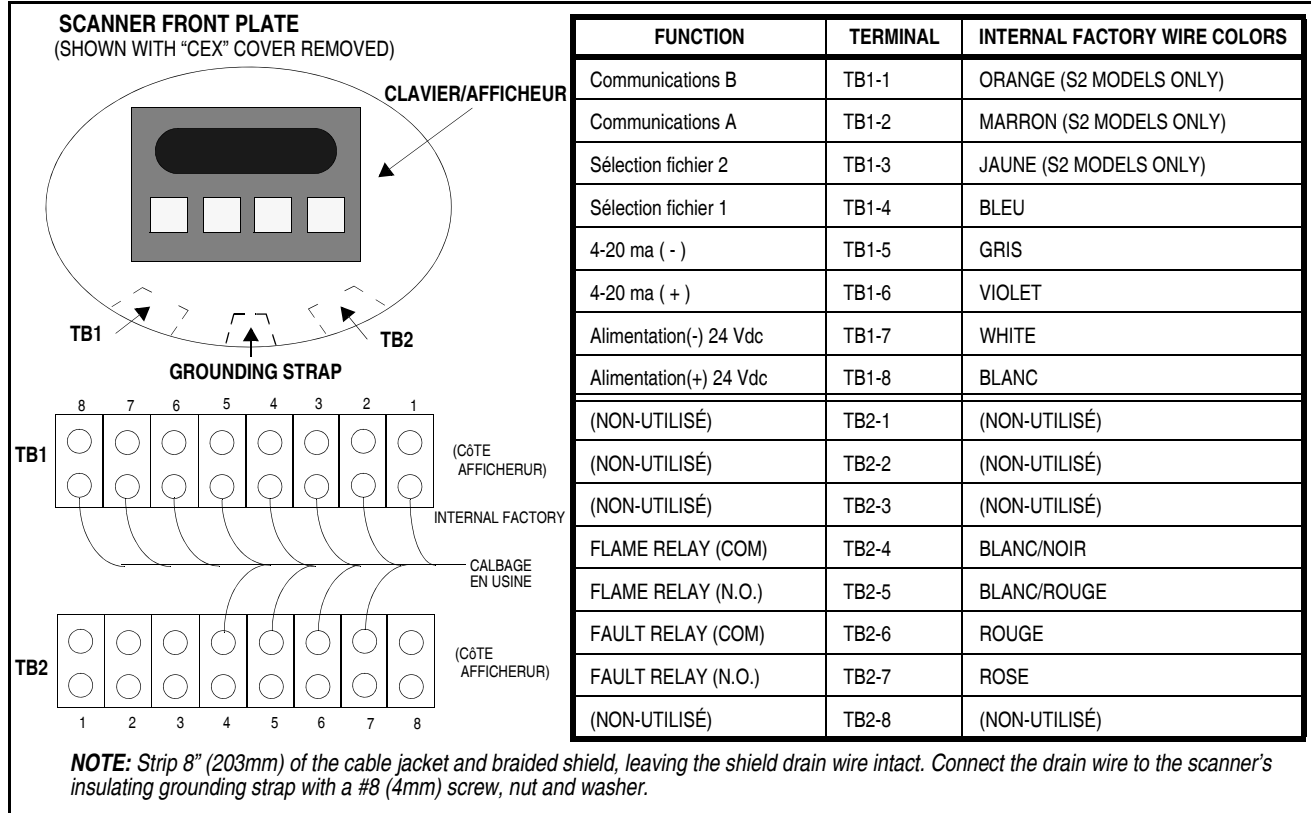 SCANNER FRONT PLATE
(SHOWN WITH “CEX” COVER REMOVED)
CLAVIER/AFFICHEUR
TB1
TB2
GROUNDING STRAP
8 7 6 5 4 3 2 1
TB1
(CôTE
AFFICHERUR)
INTERNAL FACTORY
CALBAGE
EN USINE
TB2
(CôTE
AFFICHERUR)
1 2 3 4 5 6 7 8
FUNCTION TERMINAL INTERNAL FACTORY WIRE COLORS
Communications B TB1-1 ORANGE (S2 MODELS ONLY)
Communications A TB1-2 MARRON (S2 MODELS ONLY)
Sélection fichier 2 TB1-3 JAUNE (S2 MODELS ONLY)
Sélection fichier 1 TB1-4 BLEU
4-20 ma ( - ) TB1-5 GRIS
4-20 ma ( + ) TB1-6 VIOLET
Alimentation(-) 24 Vdc TB1-7 WHITE
Alimentation(+) 24 Vdc TB1-8 BLANC
(NON-UTILISÉ) TB2-1 (NON-UTILISÉ)
(NON-UTILISÉ) TB2-2 (NON-UTILISÉ)
(NON-UTILISÉ) TB2-3 (NON-UTILISÉ)
FLAME RELAY (COM) TB2-4 BLANC/NOIR
FLAME RELAY (N.O.) TB2-5 BLANC/ROUGE
FAULT RELAY (COM) TB2-6 ROUGE
FAULT RELAY (N.O.) TB2-7 ROSE
(NON-UTILISÉ) TB2-8 (NON-UTILISÉ)
NOTE: Strip 8” (203mm) of the cable jacket and braided shield, leaving the shield drain wire intact. Connect the drain wire to the scanner’s
insulating grounding strap with a #8 (4mm) screw, nut and washer.